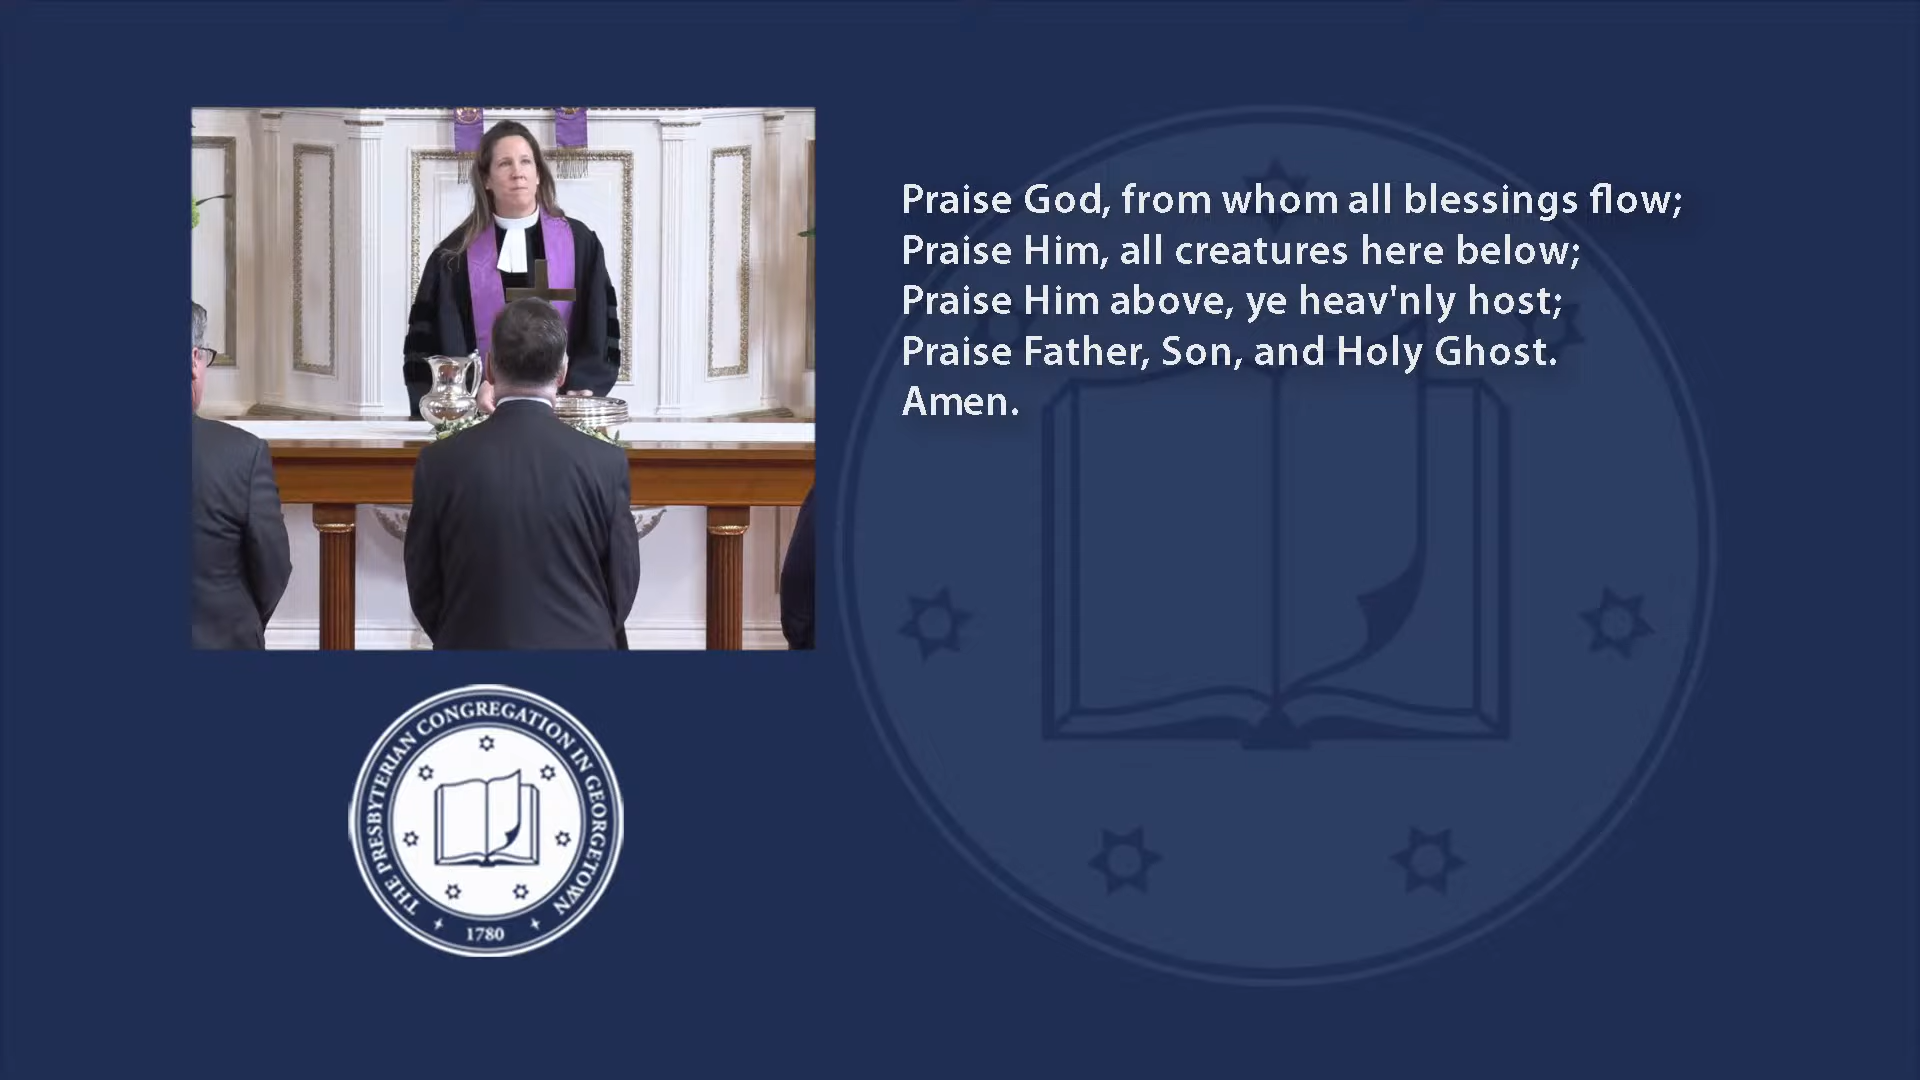 Praise God, from whom all blessings flow;
Praise Him, all creatures here below;
Praise Him above, ye heav'nly host;
Praise Father, Son, and Holy Ghost.
Amen.
THE PRESBYTERIAN CONGREGATION IN GEORGETOWN
1780